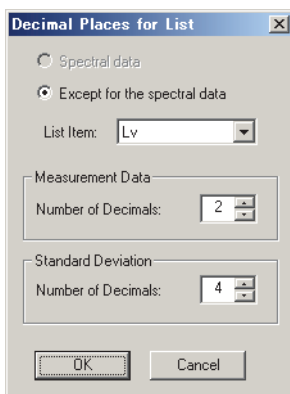 Decimal Places for List
Spectral data
Except for the spectral data
List Item: Lv
Measurement Data
Number of Decimals: 2
Standard Deviation
Number of Decimals: 4
OK Cancel